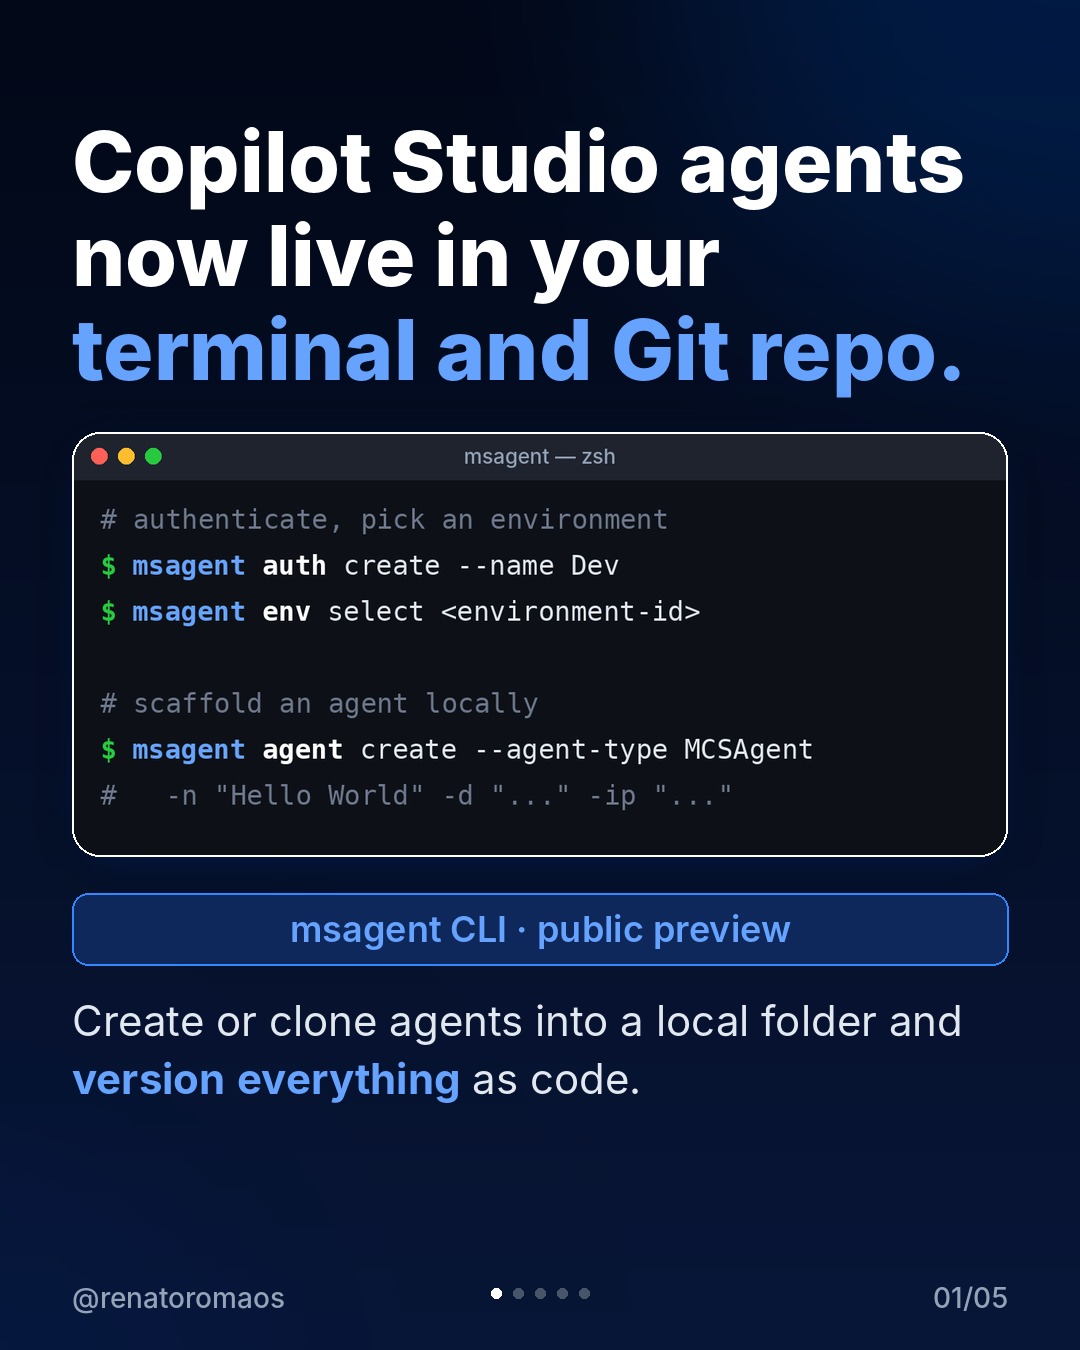 Copilot Studio agents
now live in your
terminal and Git repo.
msagent — zsh
# authenticate, pick an environment
$ msagent auth create --name Dev
$ msagent env select <environment-id>
# scaffold an agent locally
$ msagent agent create --agent-type MCSAgent
#   -n "Hello World" -d "..." -ip "..."
msagent CLI · public preview
Create or clone agents into a local folder and
version everything as code.
@renatoromaos
01/05